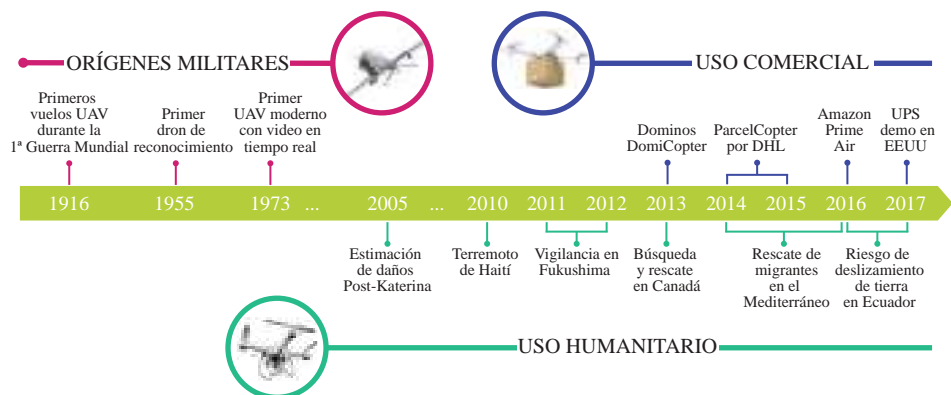 ORÍGENES MILITARES
USO COMERCIAL
Primeros
vuelos UAV
durante la
1ª Guerra Mundial
Primer
dron de
reconocimiento
Primer
UAV moderno
con video en
tiempo real
Dominos
DomiCopter
ParcelCopter
por DHL
Amazon
Prime
Air
UPS
demo en
EEUU
1916 1955 1973 ... 2005 ... 2010 2011 2012 2013 2014 2015 2016 2017
Estimación
de daños
Post-Katerina
Terremoto
de Haití
Vigilancia en
Fukushima
Búsqueda
y rescate
en Canadá
Rescate de
migrantes
en el
Mediterráneo
Riesgo de
deslizamiento
de tierra
en Ecuador
USO HUMANITARIO